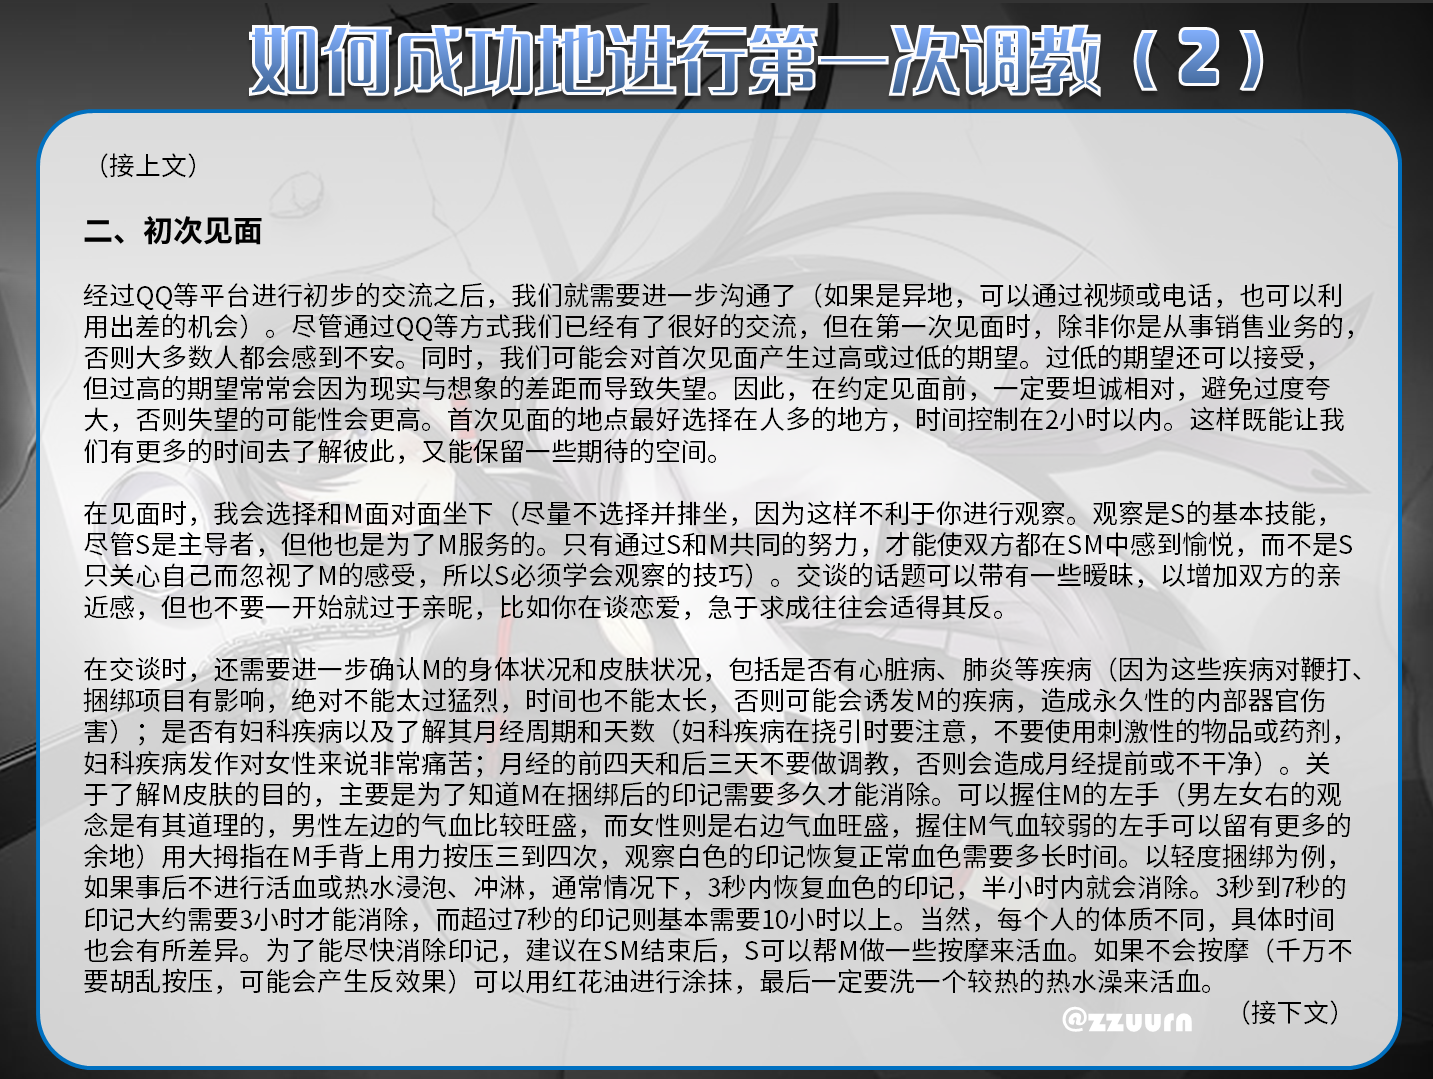 如何成功地进行第一次调教（2）
（接上文）
二、初次见面
经过QQ等平台进行初步的交流之后，我们就需要进一步沟通了（如果是异地，可以通过视频或电话，也可以利
用出差的机会）。尽管通过QQ等方式我们已经有了很好的交流，但在第一次见面时，除非你是从事销售业务的，
否则大多数人都会感到不安。同时，我们可能会对首次见面产生过高或过低的期望。过低的期望还可以接受，
但过高的期望常常会因为现实与想象的差距而导致失望。因此，在约定见面前，一定要坦诚相对，避免过度夸
大，否则失望的可能性会更高。首次见面的地点最好选择在人多的地方，时间控制在2小时以内。这样既能让我
们有更多的时间去了解彼此，又能保留一些期待的空间。
在见面时，我会选择和M面对面坐下（尽量不选择并排坐，因为这样不利于你进行观察。观察是S的基本技能，
尽管S是主导者，但他也是为了M服务的。只有通过S和M共同的努力，才能使双方都在SM中感到愉悦，而不是S
只关心自己而忽视了M的感受，所以S必须学会观察的技巧）。交谈的话题可以带有一些暧昧，以增加双方的亲
近感，但也不要一开始就过于亲昵，比如你在谈恋爱，急于求成往往会适得其反。
在交谈时，还需要进一步确认M的身体状况和皮肤状况，包括是否有心脏病、肺炎等疾病（因为这些疾病对鞭打、
捆绑项目有影响，绝对不能太过猛烈，时间也不能太长，否则可能会诱发M的疾病，造成永久性的内部器官伤
害）；是否有妇科疾病以及了解其月经周期和天数（妇科疾病在挠引时要注意，不要使用刺激性的物品或药剂，
妇科疾病发作对女性来说非常痛苦；月经的前四天和后三天不要做调教，否则会造成月经提前或不干净）。关
于了解M皮肤的目的，主要是为了知道M在捆绑后的印记需要多久才能消除。可以握住M的左手（男左女右的观
念是有其道理的，男性左边的气血比较旺盛，而女性则是右边气血旺盛，握住M气血较弱的左手可以留有更多的
余地）用大拇指在M手背上用力按压三到四次，观察白色的印记恢复正常血色需要多长时间。以轻度捆绑为例，
如果事后不进行活血或热水浸泡、冲淋，通常情况下，3秒内恢复血色的印记，半小时内就会消除。3秒到7秒的
印记大约需要3小时才能消除，而超过7秒的印记则基本需要10小时以上。当然，每个人的体质不同，具体时间
也会有所差异。为了能尽快消除印记，建议在SM结束后，S可以帮M做一些按摩来活血。如果不会按摩（千万不
要胡乱按压，可能会产生反效果）可以用红花油进行涂抹，最后一定要洗一个较热的热水澡来活血。
（接下文）
@zzuurn